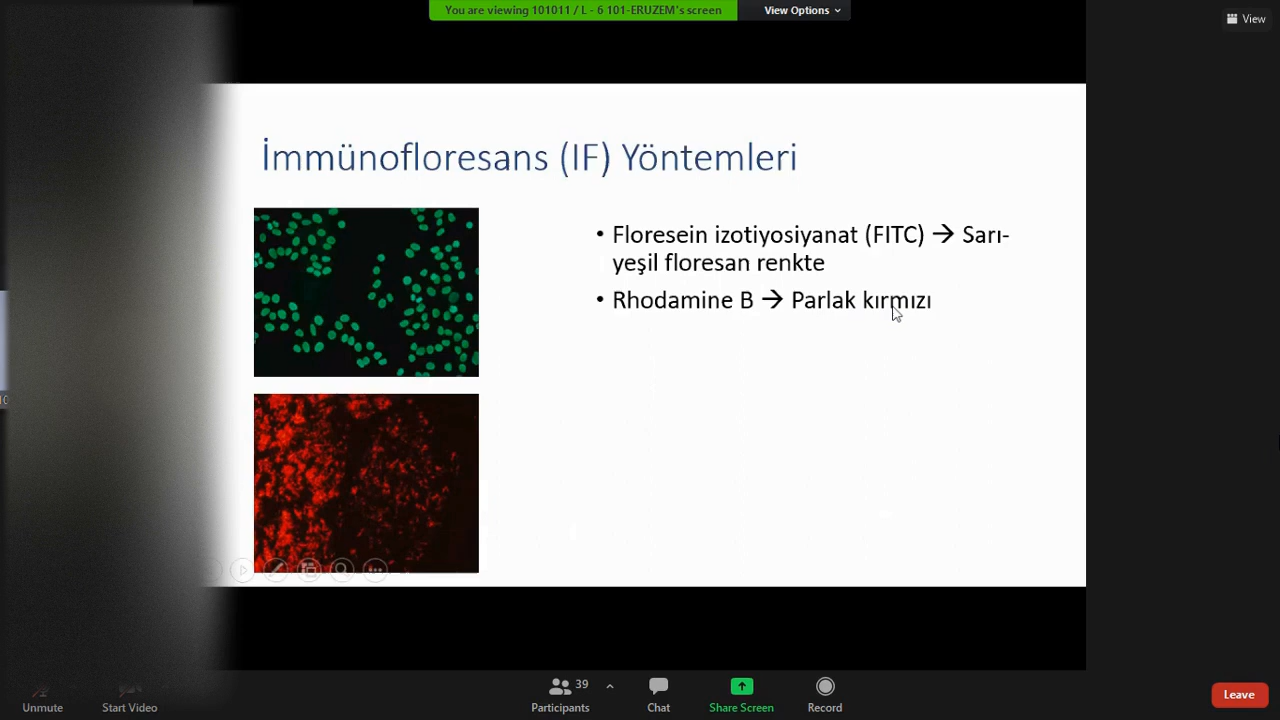 You are viewing 101011 / L - 6 101-ERUZEM's screen
View Options
View
İmmünofloresans (IF) Yöntemleri
• Floresein izotiyosiyanat (FITC) → Sarı-
yeşil floresan renkte
• Rhodamine B → Parlak kırmızı
10
39
Unmute
Start Video
Participants
Chat
Share Screen
Record
Leave